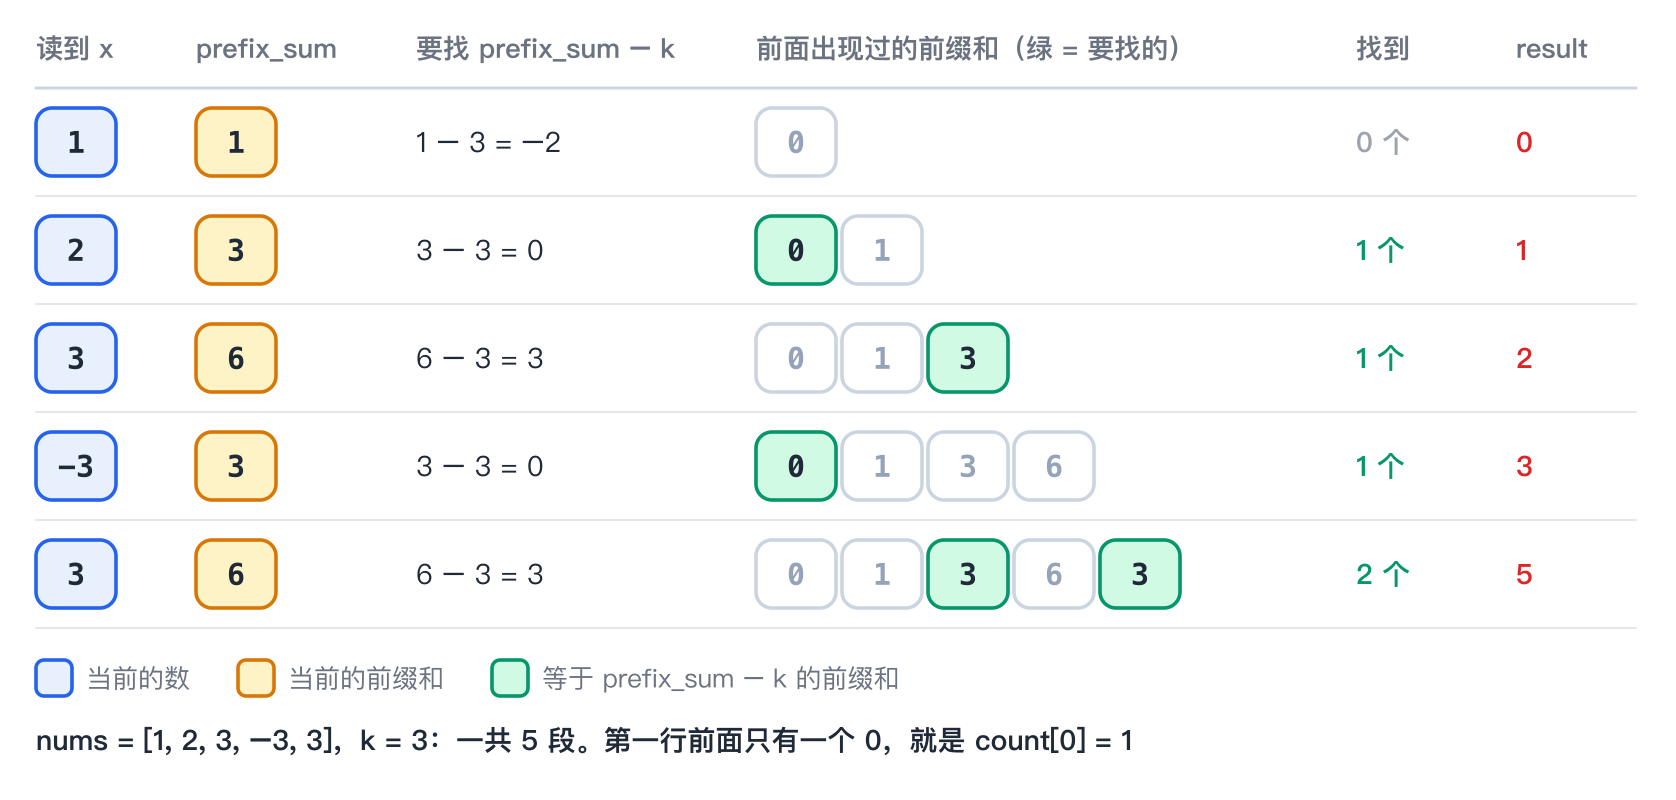 读到 x prefix_sum 要找 prefix_sum − k 前面出现过的前缀和（绿 = 要找的） 找到 result
1 1 1 − 3 = −2 0 0 个 0
2 3 3 − 3 = 0 0 1 1 个 1
3 6 6 − 3 = 3 0 1 3 1 个 2
−3 3 3 − 3 = 0 0 1 3 6 1 个 3
3 6 6 − 3 = 3 0 1 3 6 3 2 个 5
当前的数 当前的前缀和 等于 prefix_sum − k 的前缀和
nums = [1, 2, 3, −3, 3]，k = 3：一共 5 段。第一行前面只有一个 0，就是 count[0] = 1